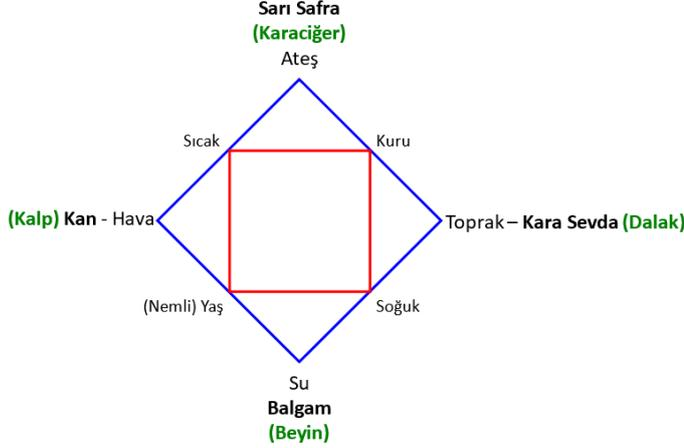 Sarı Safra
(Karaciğer)
Ateş
Sıcak
Kuru
(Kalp) Kan - Hava
Toprak – Kara Sevda (Dalak)
(Nemli) Yaş
Soğuk
Su
Balgam
(Beyin)